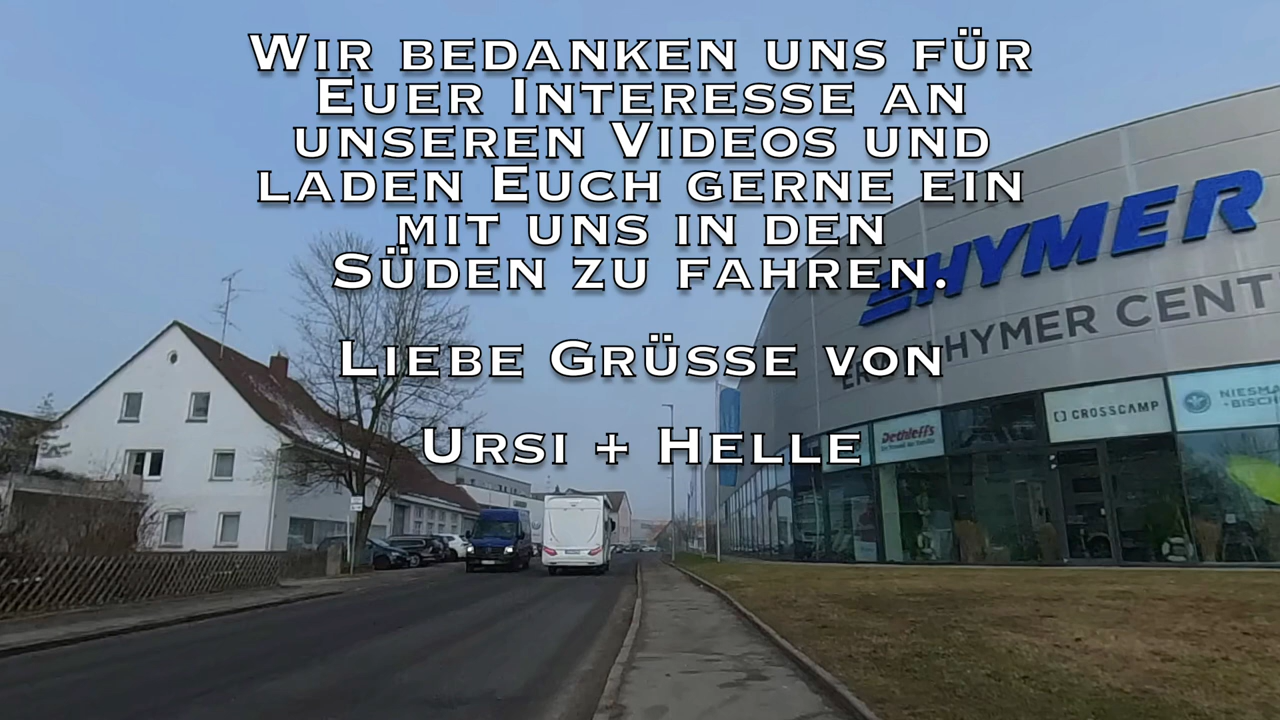 Wir bedanken uns für
Euer Interesse an
unseren Videos und
laden Euch gerne ein
mit uns in den
Süden zu fahren.
Liebe Grüsse von
Ursi + Helle
HYMER
HYMER CENT
Dethleffs
CROSSCAMP
NIESMA
+BISCH